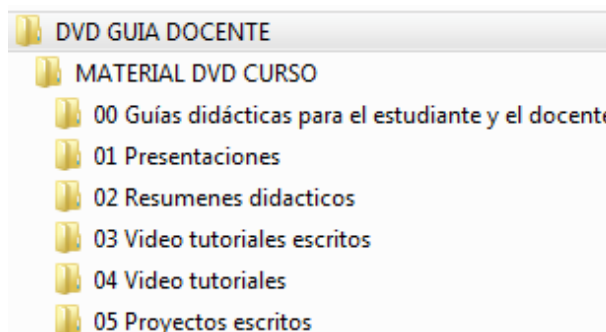 DVD GUIA DOCENTE
MATERIAL DVD CURSO
00 Guías didácticas para el estudiante y el docente
01 Presentaciones
02 Resumenes didacticos
03 Video tutoriales escritos
04 Video tutoriales
05 Proyectos escritos